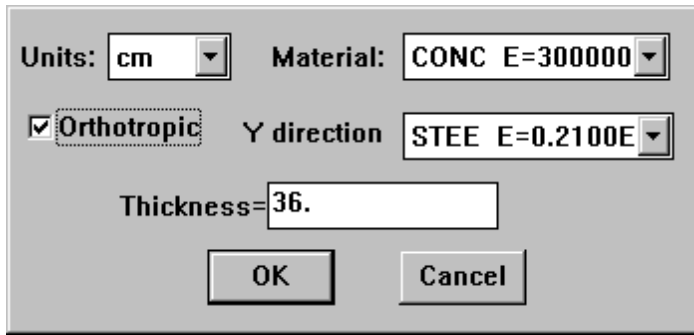 Units: cm Material: CONC E=300000
Orthotropic Y direction STEE E=0.2100E
Thickness= 36.
OK Cancel